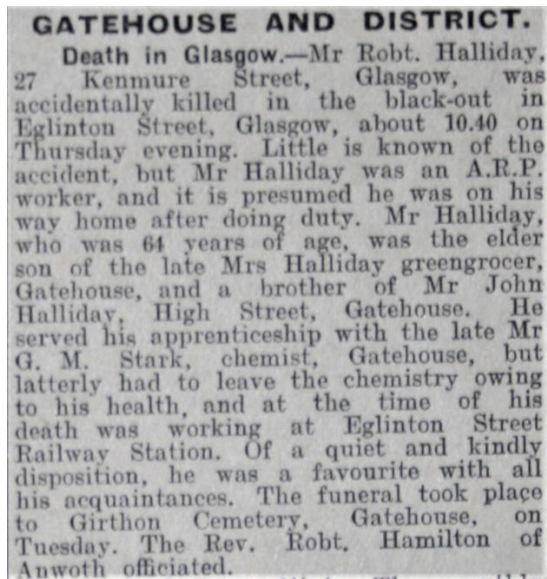 GATEHOUSE AND DISTRICT.
Death in Glasgow.—Mr Robt. Halliday,
27 Kenmure Street, Glasgow, was
accidentally killed in the black-out in
Eglinton Street, Glasgow, about 10.40 on
Thursday evening. Little is known of the
accident, but Mr Halliday was an A.R.P.
worker, and it is presumed he was on his
way home after doing duty. Mr Halliday,
who was 64 years of age, was the elder
son of the late Mrs Halliday greengrocer,
Gatehouse, and a brother of Mr John
Halliday, High Street, Gatehouse. He
served his apprenticeship with the late Mr
G. M. Stark, chemist, Gatehouse, but
latterly had to leave the chemistry owing
to his health, and at the time of his
death was working at Eglinton Street
Railway Station. Of a quiet and kindly
disposition, he was a favourite with all
his acquaintances. The funeral took place
to Girthon Cemetery, Gatehouse, on
Tuesday. The Rev. Robt. Hamilton of
Anwoth officiated.